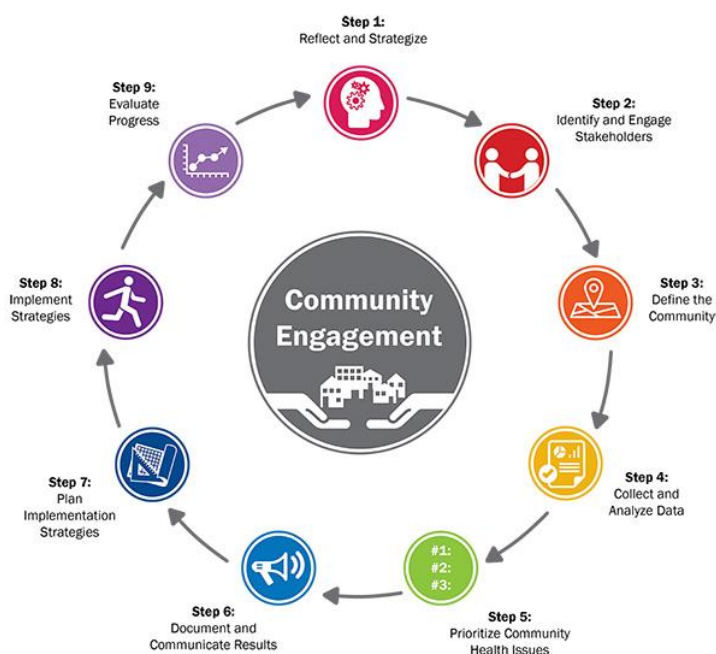 Step 1:
Reflect and Strategize
Step 2:
Identify and Engage
Stakeholders
Step 3:
Define the
Community
Step 4:
Collect and
Analyze Data
#1:
#2:
#3:
Step 5:
Prioritize Community
Health Issues
Step 6:
Document and
Communicate Results
Step 7:
Plan
Implementation
Strategies
Step 8:
Implement
Strategies
Step 9:
Evaluate
Progress
Community
Engagement